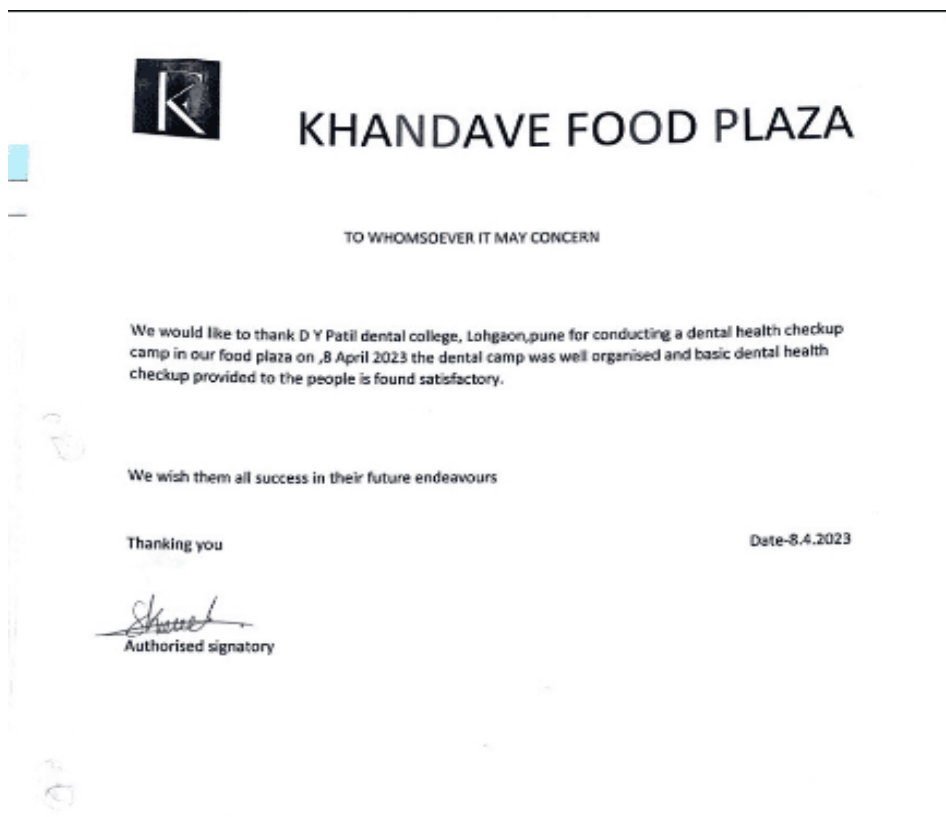 KHANDAVE FOOD PLAZA
TO WHOMSOEVER IT MAY CONCERN
We would like to thank D Y Patil dental college, Lohgaon,pune for conducting a dental health checkup
camp in our food plaza on ,8 April 2023 the dental camp was well organised and basic dental health
checkup provided to the people is found satisfactory.
We wish them all success in their future endeavours
Thanking you
Date-8.4.2023
Authorised signatory